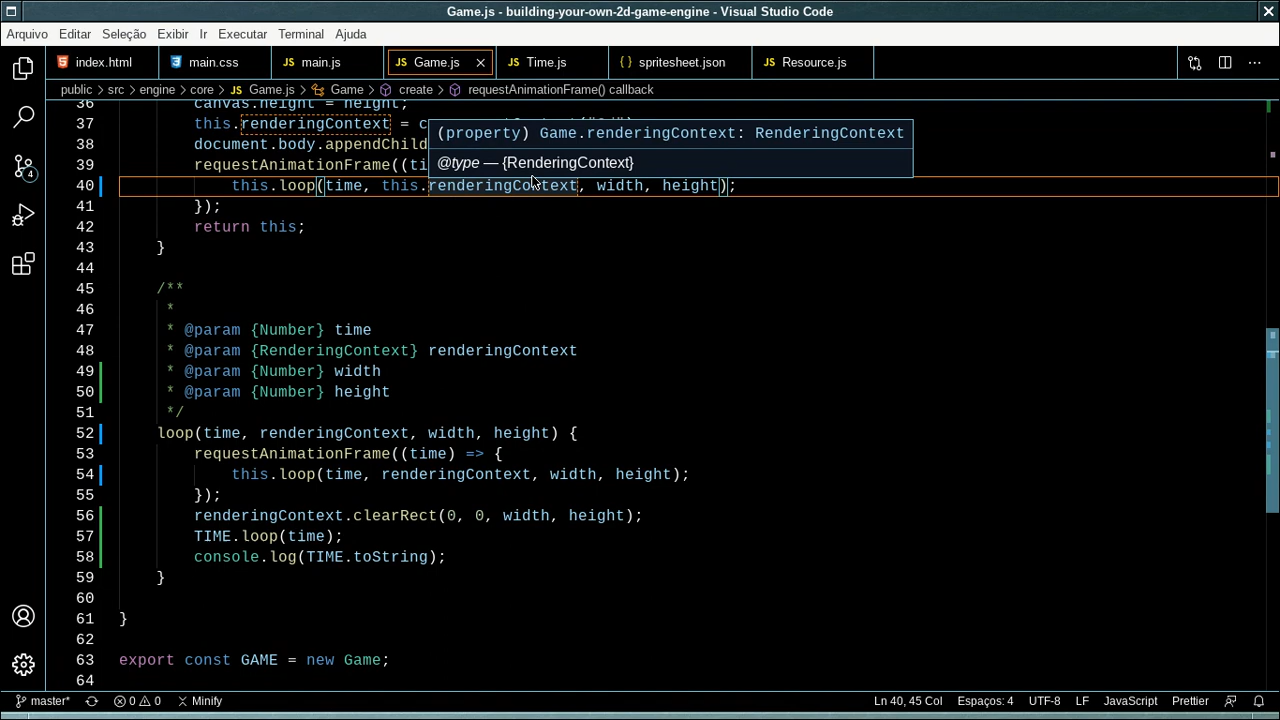 Game.js - building-your-own-2d-game-engine - Visual Studio Code
Arquivo Editar Seleção Exibir Ir Executar Terminal Ajuda
index.html main.css JS main.js JS Game.js JS Time.js { } spritesheet.json JS Resource.js
public > src > engine > core > JS Game.js > Game > create > requestAnimationFrame() callback
36 canvas.height = height;
37 this.renderingContext = c
(property) Game.renderingContext: RenderingContext
38 document.body.appendChild
39 requestAnimationFrame((ti
@type — {RenderingContext}
40 this.loop(time, this.renderingContext, width, height);
41 });
42 return this;
43 }
44
45 /**
46 *
47 * @param {Number} time
48 * @param {RenderingContext} renderingContext
49 * @param {Number} width
50 * @param {Number} height
51 */
52 loop(time, renderingContext, width, height) {
53 requestAnimationFrame((time) => {
54 this.loop(time, renderingContext, width, height);
55 });
56 renderingContext.clearRect(0, 0, width, height);
57 TIME.loop(time);
58 console.log(TIME.toString);
59 }
60
61 }
62
63 export const GAME = new Game;
64
4
master* 0 0 Minify Ln 40, 45 Col Espaços: 4 UTF-8 LF JavaScript Prettier